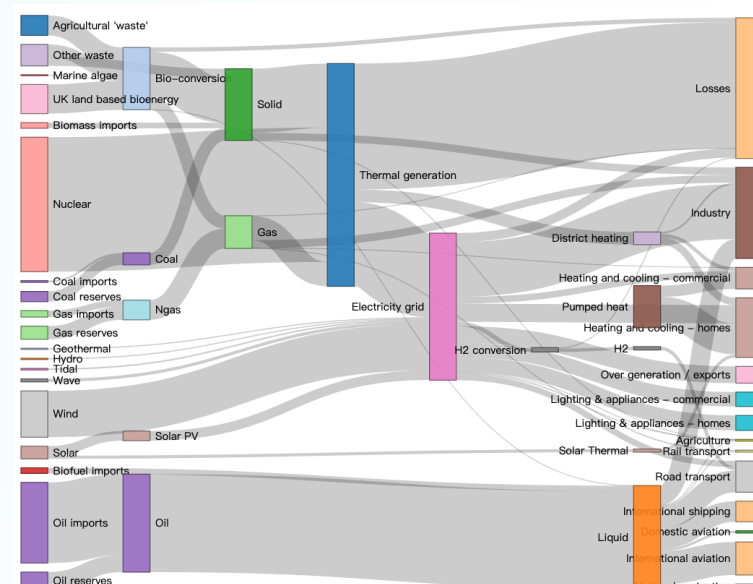 Agricultural 'waste'
Other waste
Marine algae
UK land based bioenergy
Biomass imports
Nuclear
Coal imports
Coal reserves
Gas imports
Gas reserves
Geothermal
Hydro
Tidal
Wave
Wind
Solar
Biofuel imports
Oil imports
Oil reserves
Bio-conversion
Coal
Ngas
Solar PV
Oil
Solid
Gas
Thermal generation
Electricity grid
H2 conversion
District heating
Pumped heat
H2
Solar Thermal
Liquid
Losses
Industry
Heating and cooling – commercial
Heating and cooling – homes
Over generation / exports
Lighting & appliances – commercial
Lighting & appliances – homes
Agriculture
Rail transport
Road transport
International shipping
Domestic aviation
International aviation